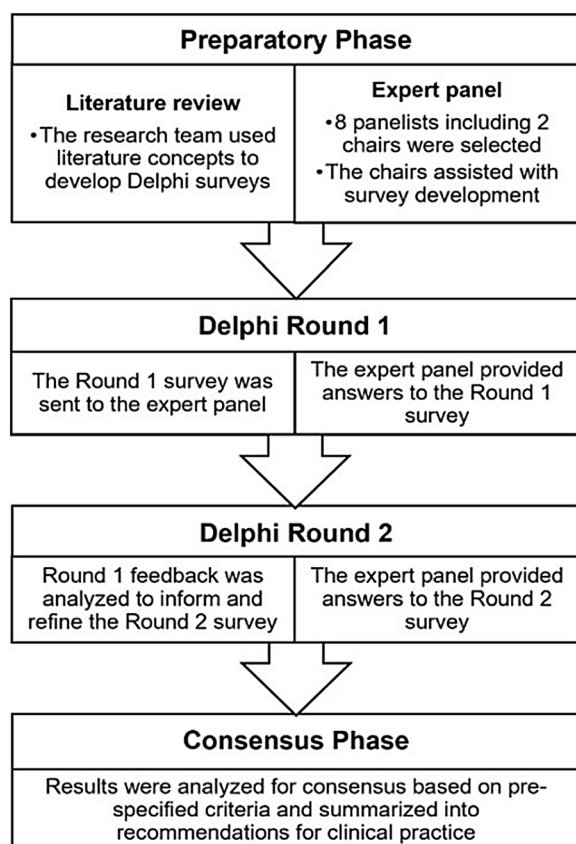 Preparatory Phase
Literature review
•The research team used
literature concepts to
develop Delphi surveys
Expert panel
•8 panelists including 2
chairs were selected
•The chairs assisted with
survey development
Delphi Round 1
The Round 1 survey was
sent to the expert panel
The expert panel provided
answers to the Round 1
survey
Delphi Round 2
Round 1 feedback was
analyzed to inform and
refine the Round 2 survey
The expert panel provided
answers to the Round 2
survey
Consensus Phase
Results were analyzed for consensus based on pre-
specified criteria and summarized into
recommendations for clinical practice